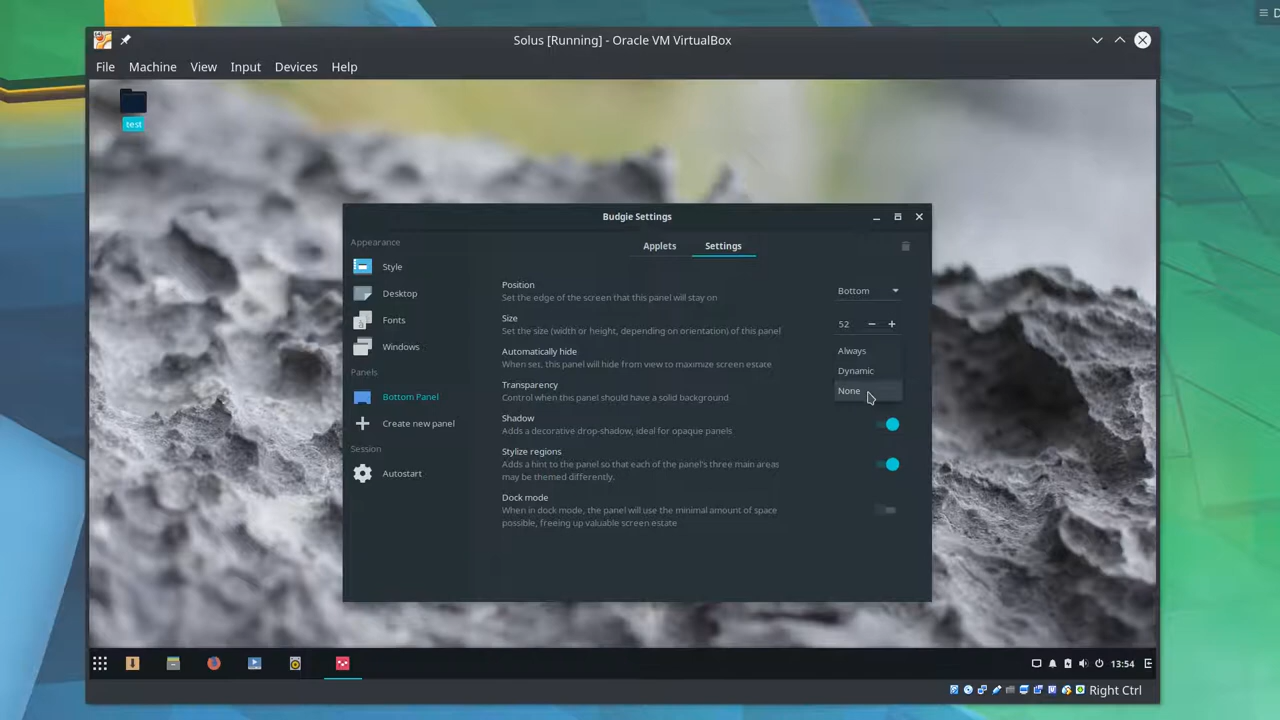 D
Solus [Running] - Oracle VM VirtualBox
File Machine View Input Devices Help
test
Budgie Settings
Appearance
Style
Desktop
Fonts
Windows
Panels
Bottom Panel
Create new panel
Session
Autostart
Applets Settings
Position
Set the edge of the screen that this panel will stay on
Bottom
Size
Set the size (width or height, depending on orientation) of this panel
52 − +
Automatically hide
When set, this panel will hide from view to maximize screen estate
Always
Dynamic
None
Transparency
Control when this panel should have a solid background
Shadow
Adds a decorative drop-shadow, ideal for opaque panels
Stylize regions
Adds a hint to the panel so that each of the panel's three main areas
may be themed differently.
Dock mode
When in dock mode, the panel will use the minimal amount of space
possible, freeing up valuable screen estate
13:54
Right Ctrl